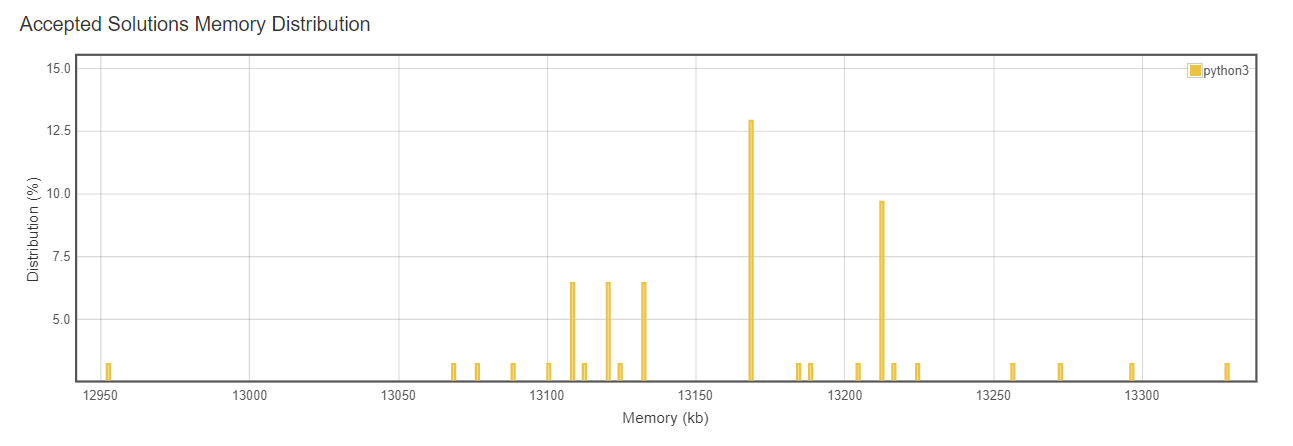 Accepted Solutions Memory Distribution
15.0
python3
12.5
10.0
Distribution (%)
7.5
5.0
12950 13000 13050 13100 13150 13200 13250 13300
Memory (kb)